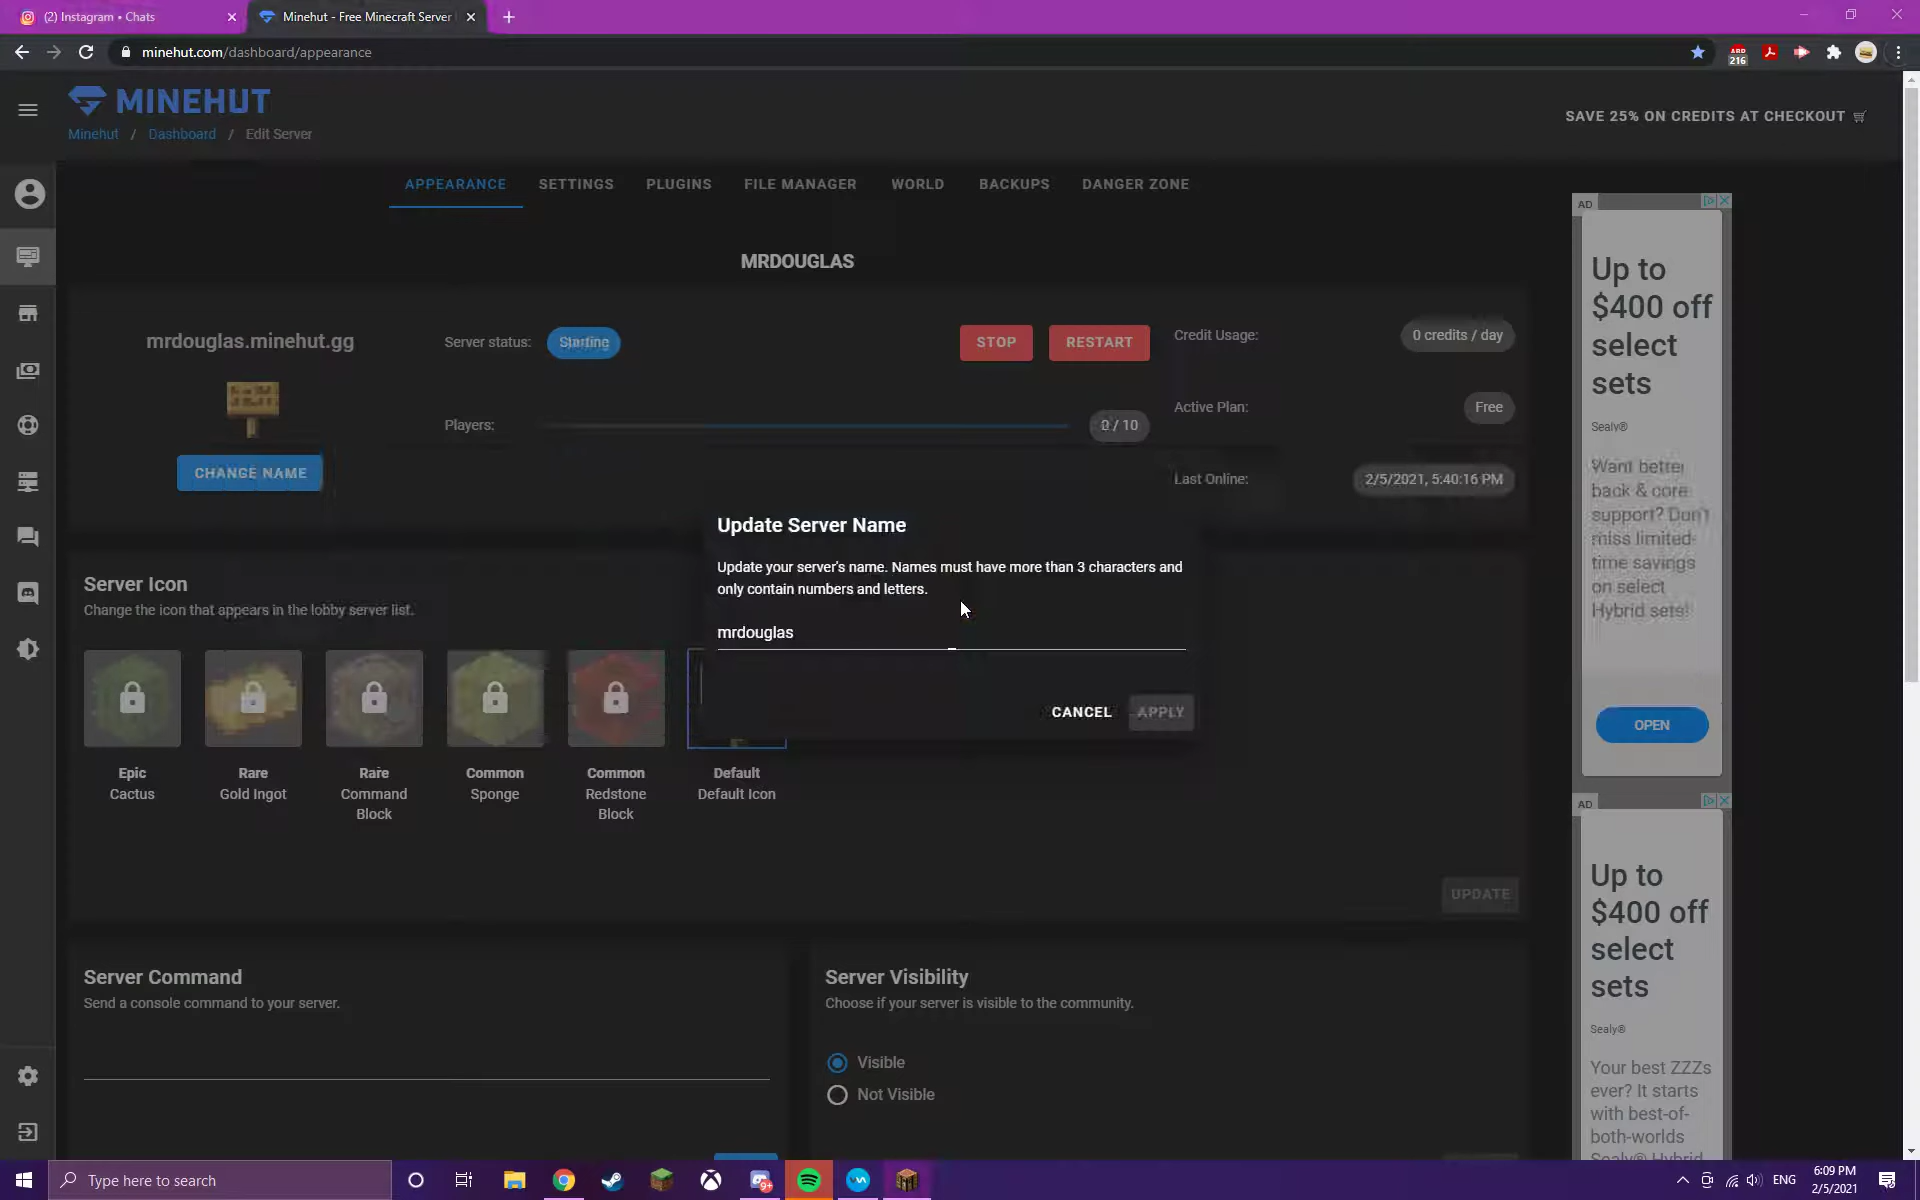 (2) Instagram • Chats
Minehut - Free Minecraft Server
minehut.com/dashboard/appearance
ABP
216
MINEHUT
Minehut / Dashboard / Edit Server
SAVE 25% ON CREDITS AT CHECKOUT
APPEARANCE SETTINGS PLUGINS FILE MANAGER WORLD BACKUPS DANGER ZONE
MRDOUGLAS
mrdouglas.minehut.gg
CHANGE NAME
Server status: Starting
STOP RESTART
Players: 0 / 10
Credit Usage: 0 credits / day
Active Plan: Free
Last Online: 2/5/2021, 5:40:16 PM
Update Server Name
Update your server's name. Names must have more than 3 characters and
only contain numbers and letters.
mrdouglas
CANCEL APPLY
Server Icon
Change the icon that appears in the lobby server list.
Epic
Cactus
Rare
Gold Ingot
Rare
Command
Block
Common
Sponge
Common
Redstone
Block
Default
Default Icon
UPDATE
Server Command
Send a console command to your server.
Server Visibility
Choose if your server is visible to the community.
Visible
Not Visible
AD
Up to
$400 off
select
sets
Sealy®
Want better
back & core
support? Don't
miss limited-
time savings
on select
Hybrid sets!
OPEN
AD
Up to
$400 off
select
sets
Sealy®
Your best ZZZs
ever? It starts
with best-of-
both-worlds
Sealy® Hybrid
Type here to search
9+
ENG
6:09 PM
2/5/2021